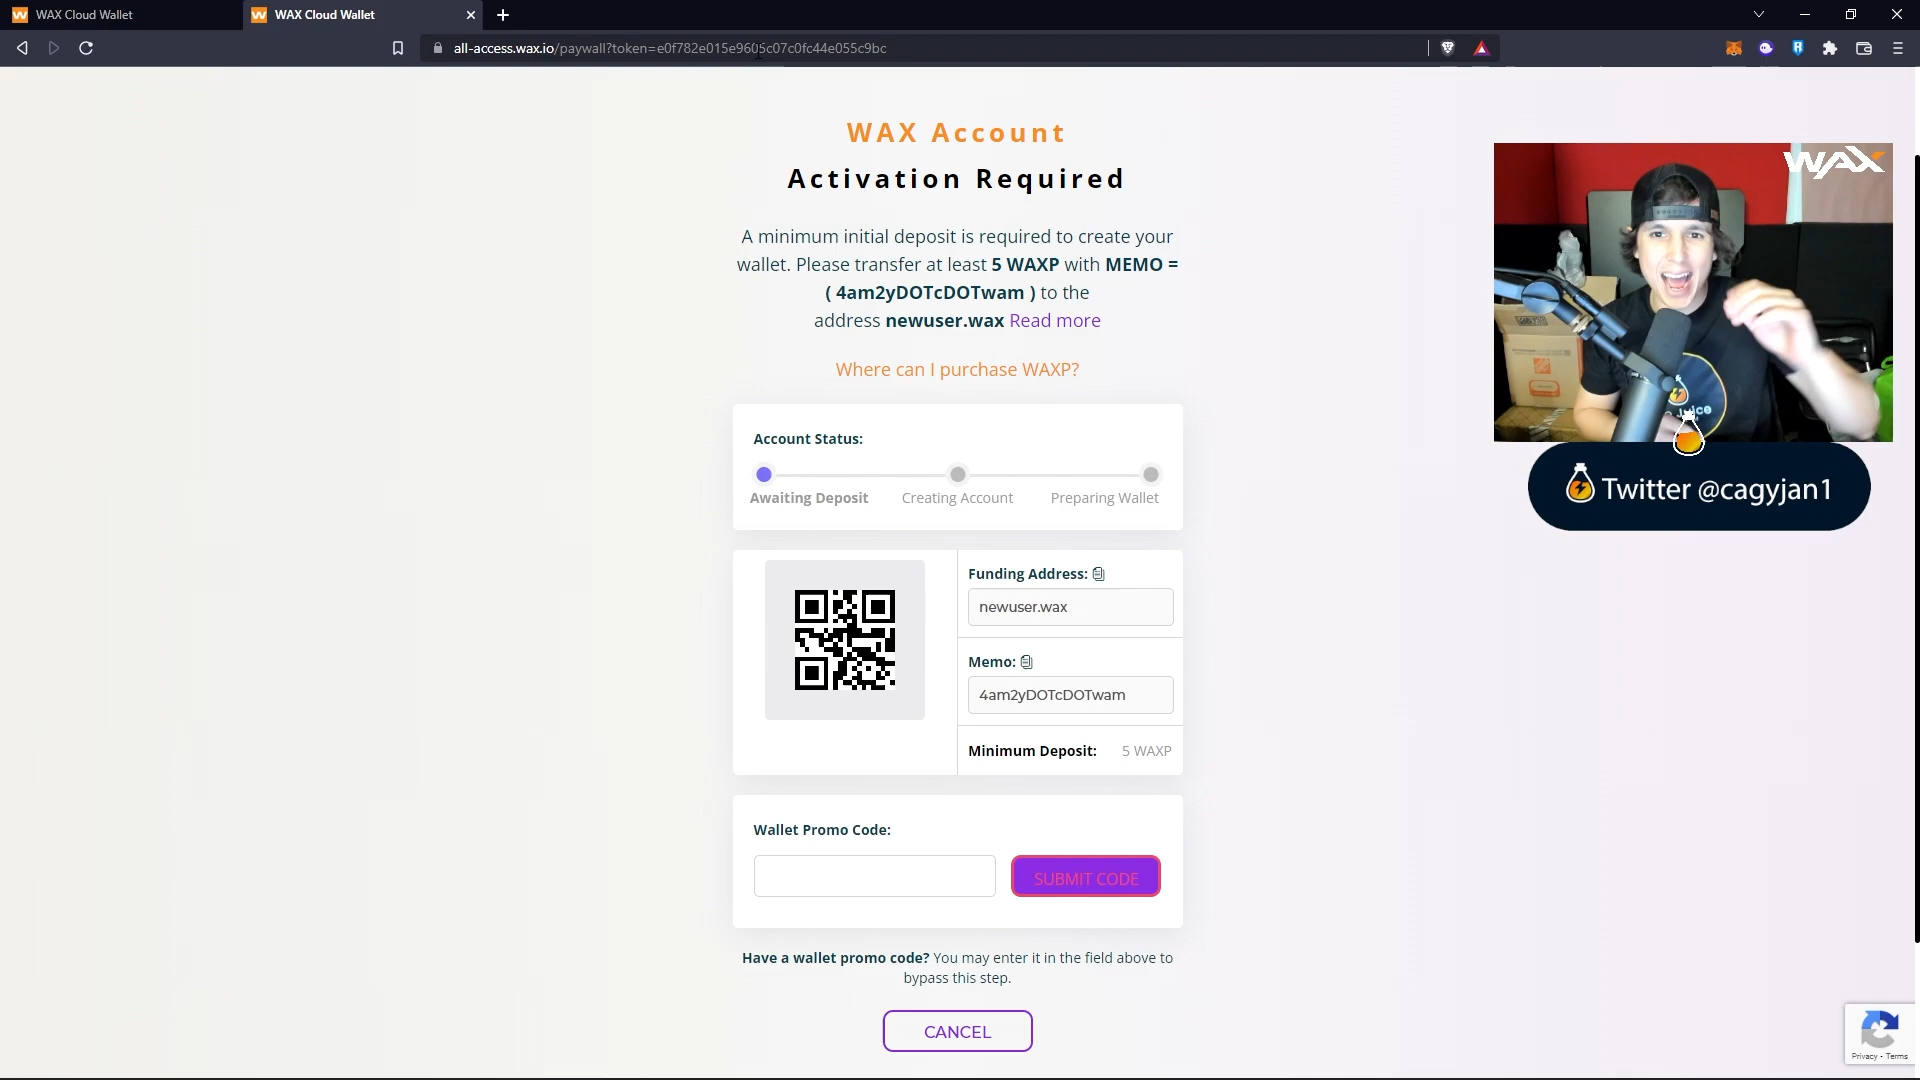 WAX Cloud Wallet
WAX Cloud Wallet
all-access.wax.io/paywall?token=e0f782e015e9605c07c0fc44e055c9bc
WAX Account
Activation Required
A minimum initial deposit is required to create your
wallet. Please transfer at least 5 WAXP with MEMO =
( 4am2yDOTcDOTwam ) to the
address newuser.wax Read more
Where can I purchase WAXP?
Account Status:
Awaiting Deposit
Creating Account
Preparing Wallet
Funding Address:
newuser.wax
Memo:
4am2yDOTcDOTwam
Minimum Deposit: 5 WAXP
Wallet Promo Code:
SUBMIT CODE
Have a wallet promo code? You may enter it in the field above to
bypass this step.
CANCEL
WAX
Twitter @cagyjan1
Privacy - Terms